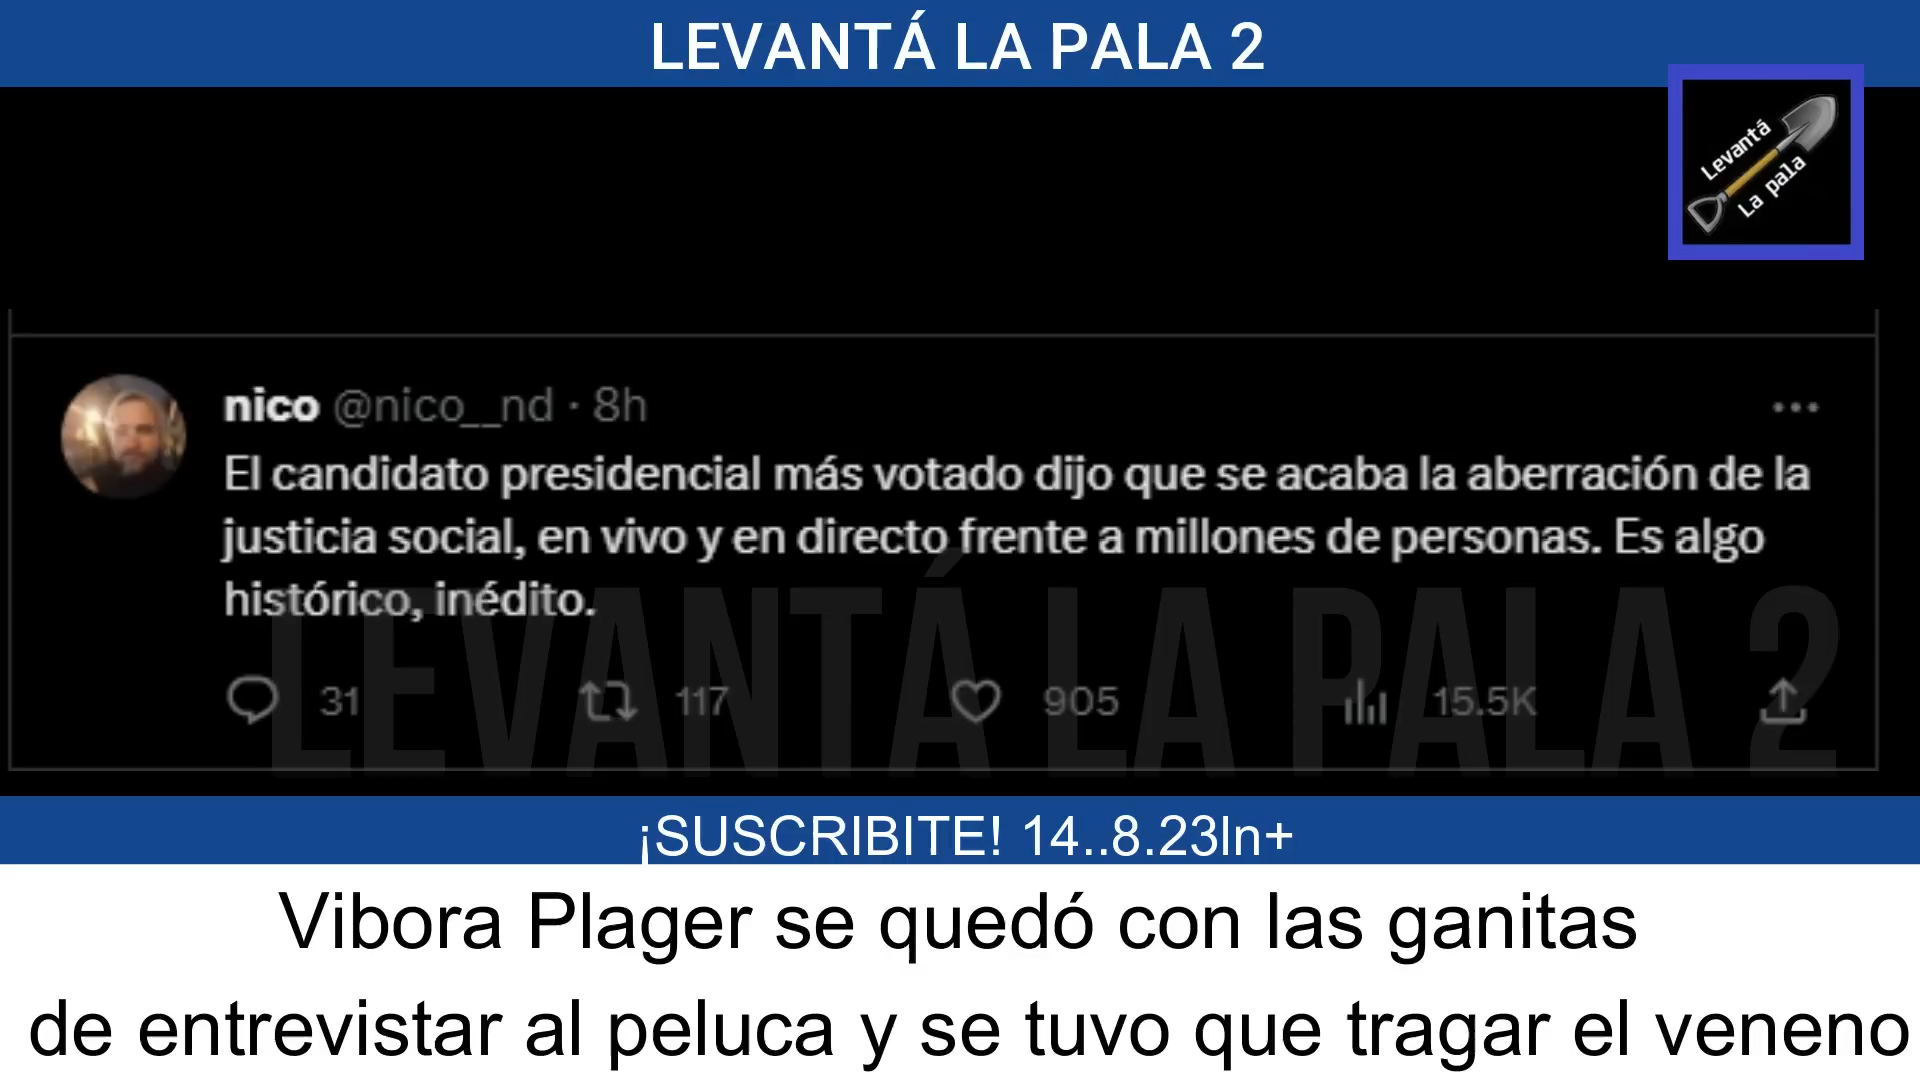 LEVANTÁ LA PALA 2
Levantá
La pala
nico @nico__nd · 8h
El candidato presidencial más votado dijo que se acaba la aberración de la
justicia social, en vivo y en directo frente a millones de personas. Es algo
histórico, inédito.
31 117 905 15.5K
LEVANTÁ LA PALA 2
¡SUSCRIBITE! 14..8.23ln+
Vibora Plager se quedó con las ganitas
de entrevistar al peluca y se tuvo que tragar el veneno